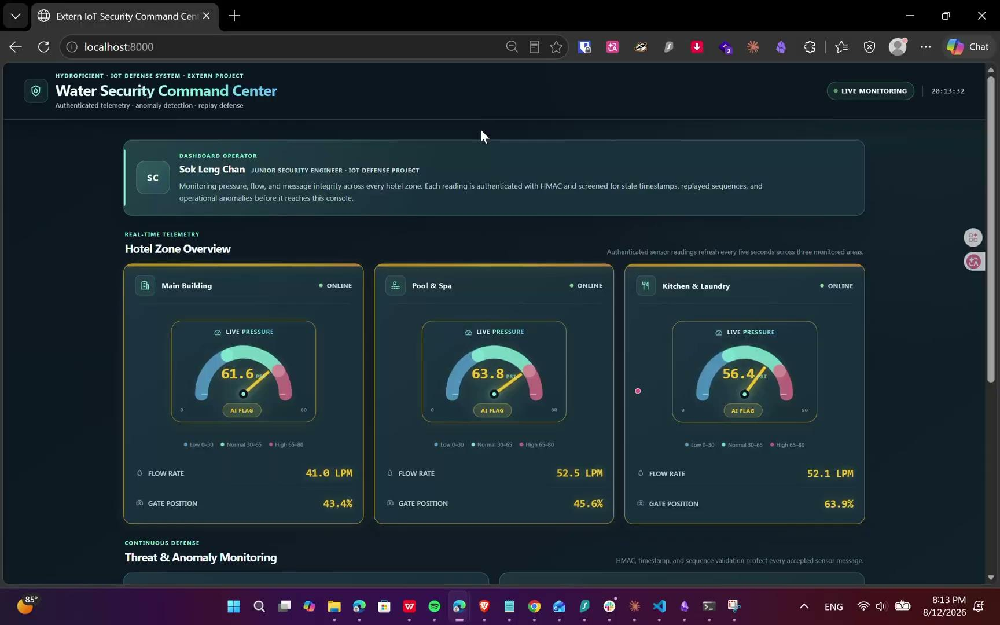 Extern IoT Security Command Cen
localhost:8000
2
Chat
HYDROFICIENT · IOT DEFENSE SYSTEM · EXTERN PROJECT
Water Security Command Center
Authenticated telemetry · anomaly detection · replay defense
LIVE MONITORING
20:13:32
DASHBOARD OPERATOR
SC
Sok Leng Chan JUNIOR SECURITY ENGINEER · IOT DEFENSE PROJECT
Monitoring pressure, flow, and message integrity across every hotel zone. Each reading is authenticated with HMAC and screened for stale timestamps, replayed sequences, and
operational anomalies before it reaches this console.
REAL-TIME TELEMETRY
Hotel Zone Overview
Authenticated sensor readings refresh every five seconds across three monitored areas.
Main Building
ONLINE
LIVE PRESSURE
61.6 PSI
0
AI FLAG
80
Low 0–30 Normal 30–65 High 65–80
FLOW RATE 41.0 LPM
GATE POSITION 43.4%
Pool & Spa
ONLINE
LIVE PRESSURE
63.8 PSI
0
AI FLAG
80
Low 0–30 Normal 30–65 High 65–80
FLOW RATE 52.5 LPM
GATE POSITION 45.6%
Kitchen & Laundry
ONLINE
LIVE PRESSURE
56.4 PSI
0
AI FLAG
80
Low 0–30 Normal 30–65 High 65–80
FLOW RATE 52.1 LPM
GATE POSITION 63.9%
CONTINUOUS DEFENSE
Threat & Anomaly Monitoring
HMAC, timestamp, and sequence validation protect every accepted sensor message.
85°
ENG
8:13 PM
8/12/2026